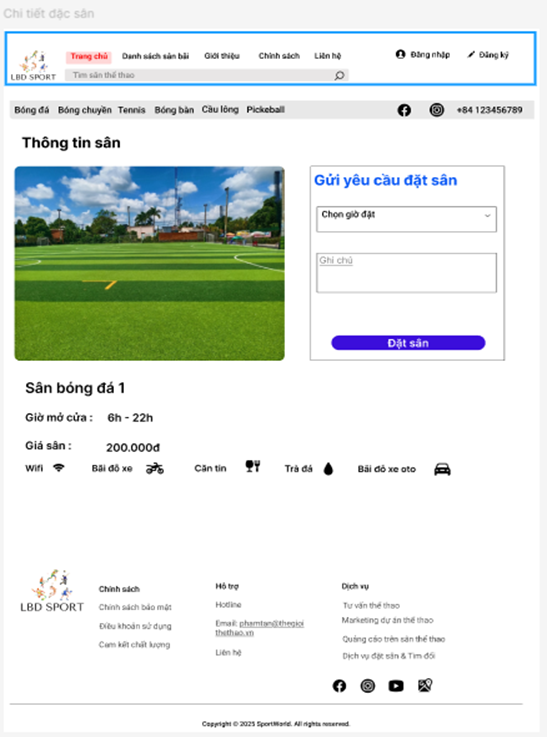 Chi tiết đặc sân
LBD SPORT
Trang chủ Danh sách sân bãi Giới thiệu Chính sách Liên hệ Đăng nhập Đăng ký
Tìm sân thể thao
Bóng đá Bóng chuyền Tennis Bóng bàn Cầu lông Pickeball +84 123456789
Thông tin sân
Gửi yêu cầu đặt sân
Chọn giờ đặt
Ghi chú
Đặt sân
Sân bóng đá 1
Giờ mở cửa : 6h - 22h
Giá sân : 200.000đ
Wifi Bãi đỗ xe Căn tin Trà đá Bãi đỗ xe oto
LBD SPORT
Chính sách
Chính sách bảo mật
Điều khoản sử dụng
Cam kết chất lượng
Hỗ trợ
Hotline
Email: phamtan@thegioi
thethao.vn
Liên hệ
Dịch vụ
Tư vấn thể thao
Marketing dự án thể thao
Quảng cáo trên sân thể thao
Dịch vụ đặt sân & Tìm đối
Copyright © 2025 SportWorld. All rights reserved.